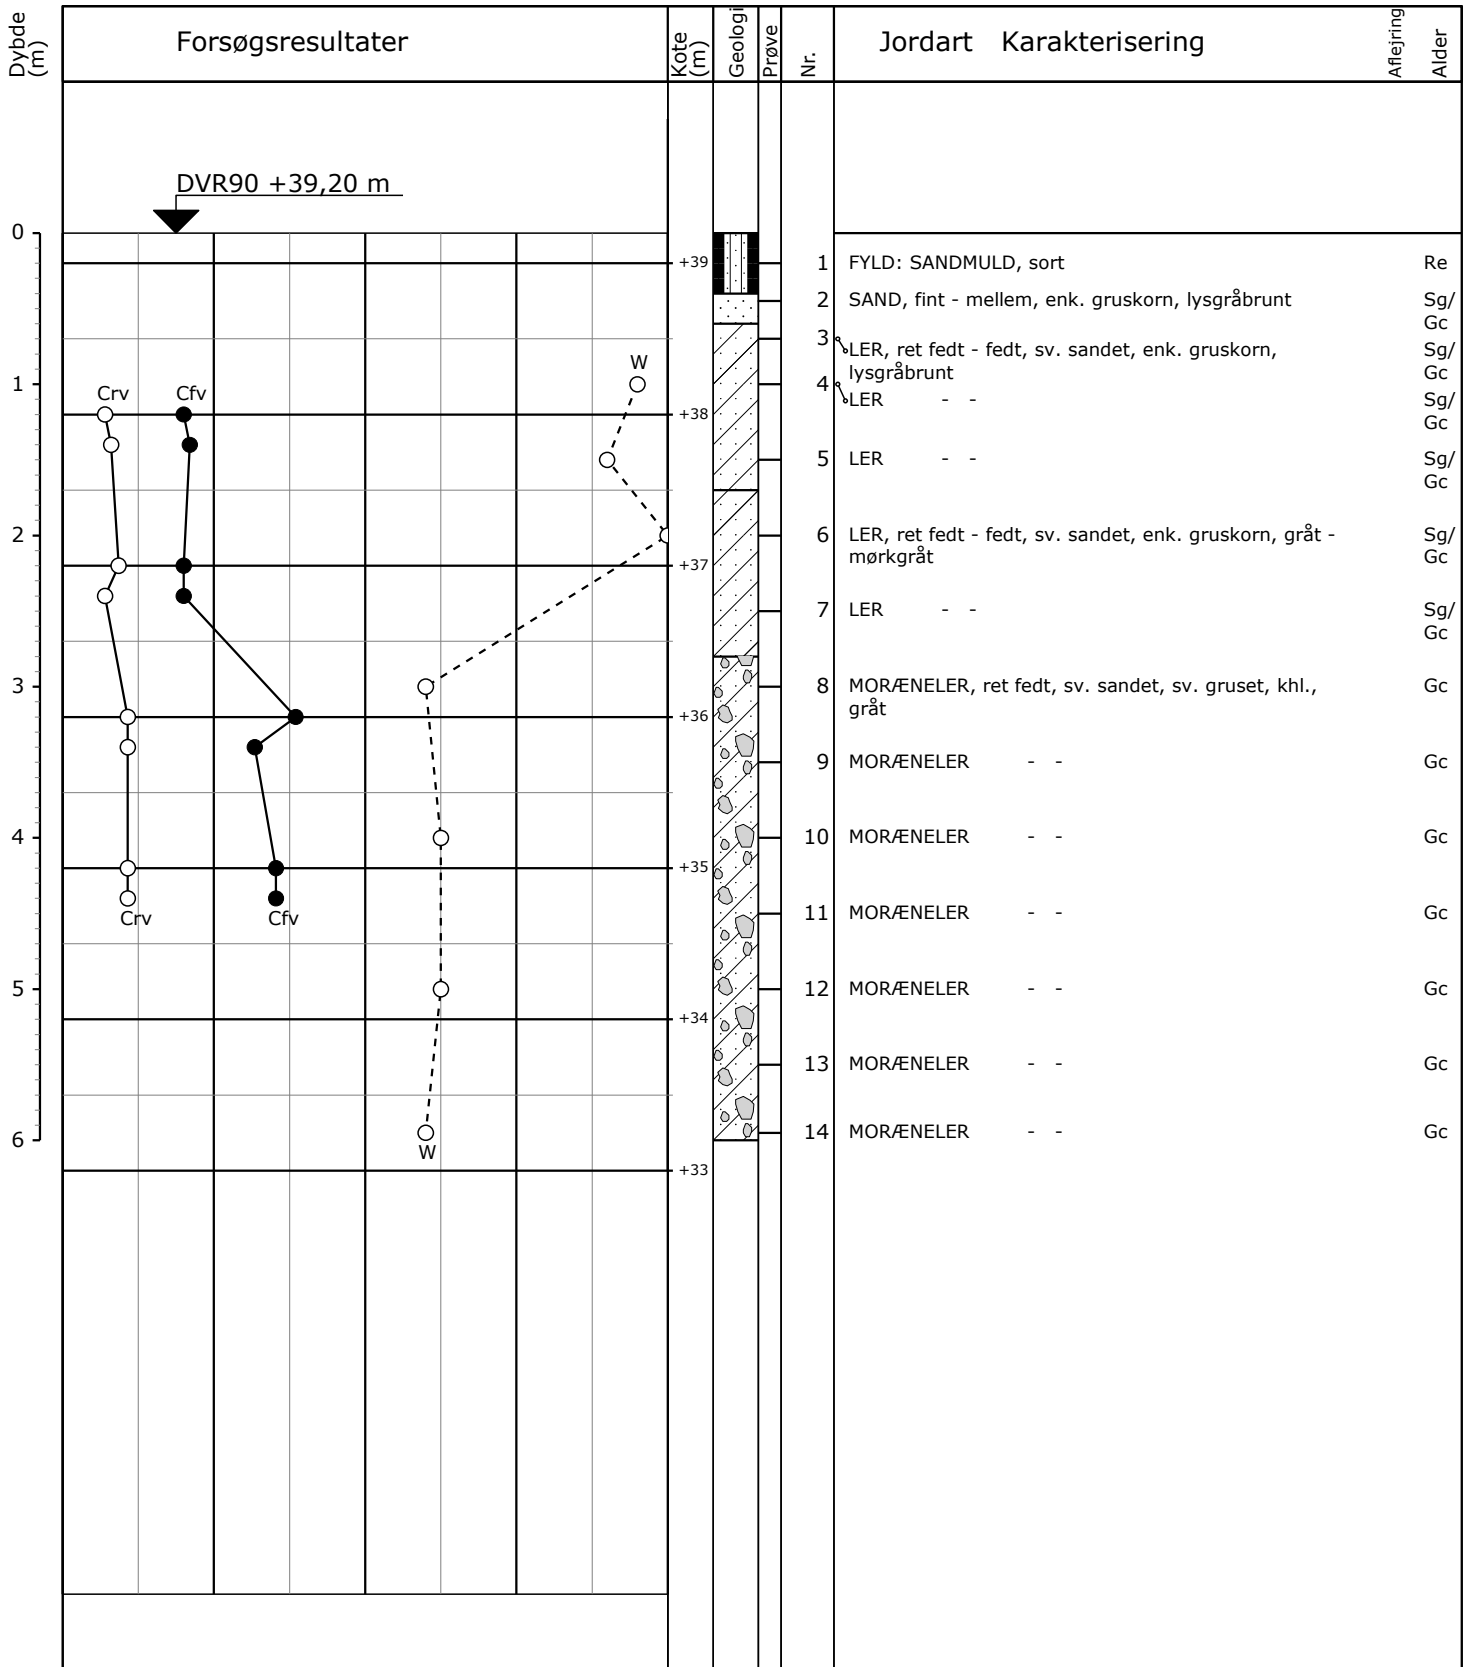 Dybde
(m)
Forsøgsresultater
Kote
(m)
Geologi
Prøve
Nr.
Jordart Karakterisering
Aflejring
Alder
DVR90 +39,20 m
0
+39
1 FYLD: SANDMULD, sort Re
2 SAND, fint - mellem, enk. gruskorn, lysgråbrunt Sg/
Gc
3 LER, ret fedt - fedt, sv. sandet, enk. gruskorn, Sg/
lysgråbrunt Gc
W
1
4 LER - - Sg/
Gc
Crv Cfv
+38
5 LER - - Sg/
Gc
2
6 LER, ret fedt - fedt, sv. sandet, enk. gruskorn, gråt - Sg/
mørkgråt Gc
+37
7 LER - - Sg/
Gc
3
8 MORÆNELER, ret fedt, sv. sandet, sv. gruset, khl., Gc
gråt
+36
9 MORÆNELER - - Gc
4
10 MORÆNELER - - Gc
+35
Crv Cfv
11 MORÆNELER - - Gc
5
12 MORÆNELER - - Gc
+34
13 MORÆNELER - - Gc
6
14 MORÆNELER - - Gc
W
+33